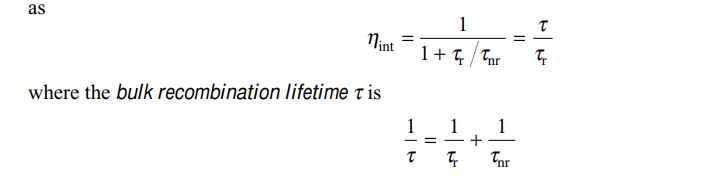 as
η_int = 1 / (1 + τ_r / τ_nr) = τ / τ_r
where the bulk recombination lifetime τ is
1/τ = 1/τ_r + 1/τ_nr